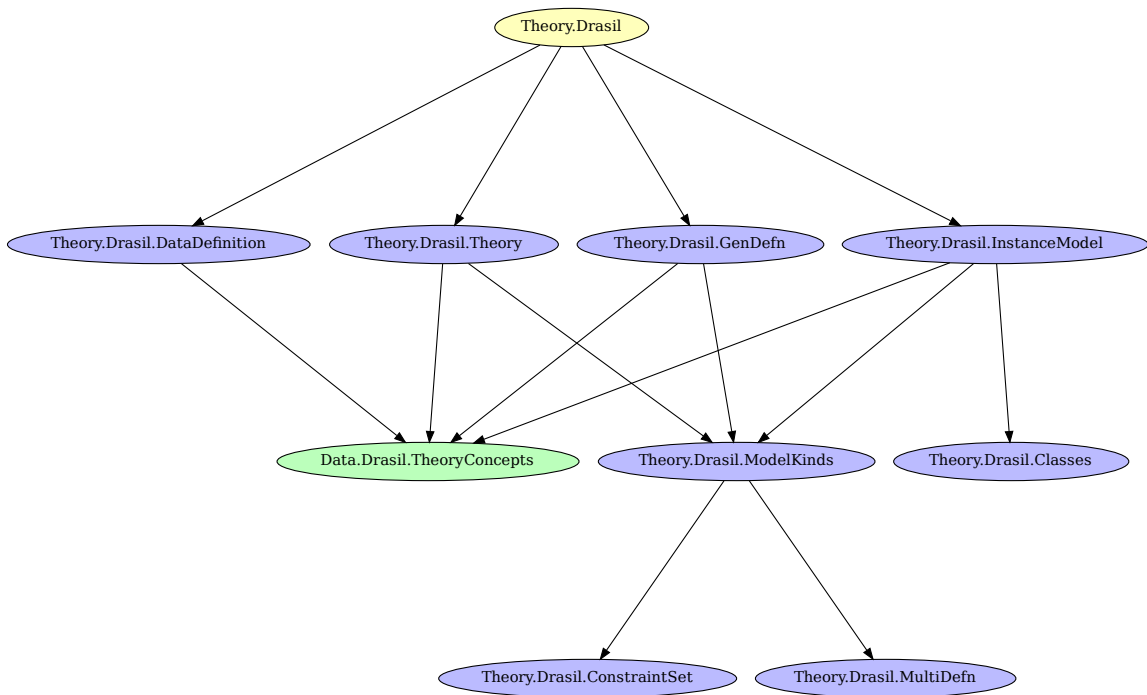 Theory.Drasil
Theory.Drasil.DataDefinition
Theory.Drasil.Theory
Theory.Drasil.GenDefn
Theory.Drasil.InstanceModel
Data.Drasil.TheoryConcepts
Theory.Drasil.ModelKinds
Theory.Drasil.Classes
Theory.Drasil.ConstraintSet
Theory.Drasil.MultiDefn